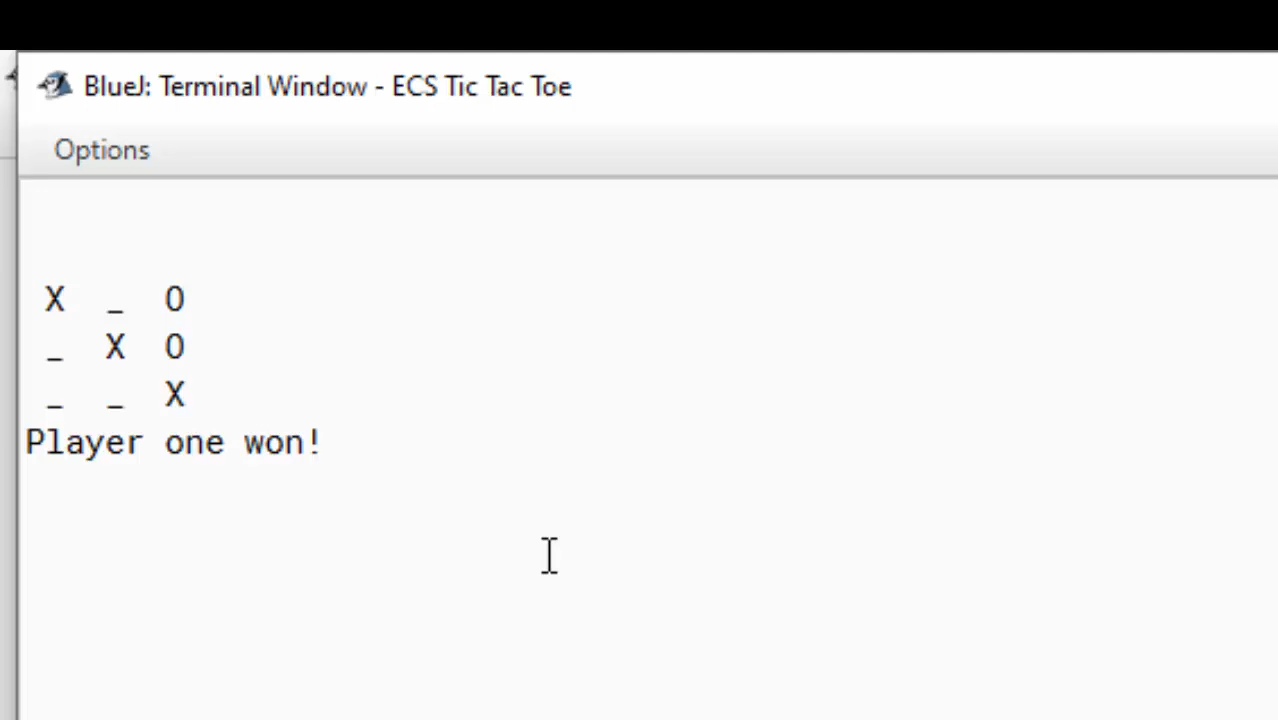 BlueJ: Terminal Window - ECS Tic Tac Toe
Options
X _ O
_ X O
_ _ X
Player one won!